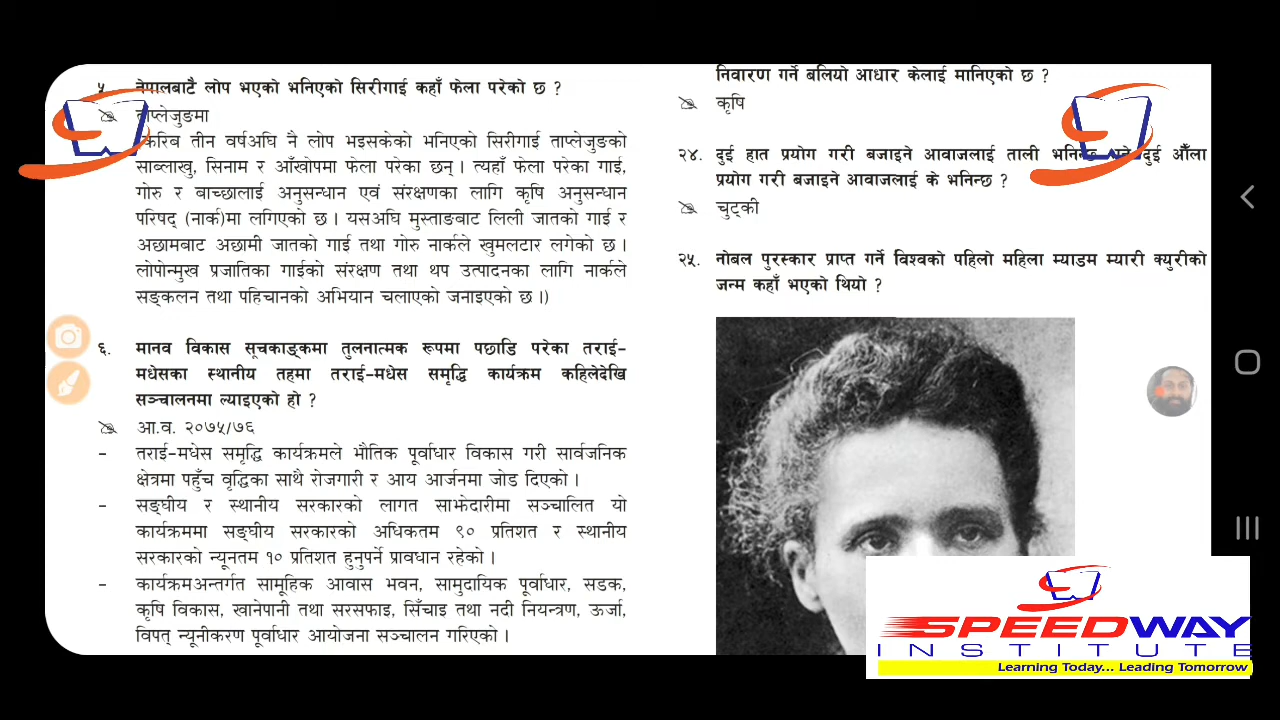 ५. नेपालबाटै लोप भएको भनिएको सिरीगाई कहाँ फेला परेको छ ?
ताप्लेजुङमा
करिब तीन वर्षअघि नै लोप भइसकेको भनिएको सिरीगाई ताप्लेजुङको
साब्लाखु, सिनाम र आँखोपमा फेला परेका छन् । त्यहाँ फेला परेका गाई,
गोरु र बाच्छालाई अनुसन्धान एवं संरक्षणका लागि कृषि अनुसन्धान
परिषद् (नार्क)मा लगिएको छ । यसअघि मुस्ताङबाट लिली जातको गाई र
अछामबाट अछामी जातको गाई तथा गोरु नार्कले खुमलटार लगेको छ ।
लोपोन्मुख प्रजातिका गाईको संरक्षण तथा थप उत्पादनका लागि नार्कले
सङ्कलन तथा पहिचानको अभियान चलाएको जनाइएको छ ।)
६. मानव विकास सूचकाङ्कमा तुलनात्मक रूपमा पछाडि परेका तराई-
मधेसका स्थानीय तहमा तराई-मधेस समृद्धि कार्यक्रम कहिलेदेखि
सञ्चालनमा ल्याइएको हो ?
आ.व. २०७५/७६
- तराई-मधेस समृद्धि कार्यक्रमले भौतिक पूर्वाधार विकास गरी सार्वजनिक
क्षेत्रमा पहुँच वृद्धिका साथै रोजगारी र आय आर्जनमा जोड दिएको ।
- सङ्घीय र स्थानीय सरकारको लागत साझेदारीमा सञ्चालित यो
कार्यक्रममा सङ्घीय सरकारको अधिकतम ९० प्रतिशत र स्थानीय
सरकारको न्यूनतम १० प्रतिशत हुनुपर्ने प्रावधान रहेको ।
- कार्यक्रमअन्तर्गत सामूहिक आवास भवन, सामुदायिक पूर्वाधार, सडक,
कृषि विकास, खानेपानी तथा सरसफाइ, सिँचाइ तथा नदी नियन्त्रण, ऊर्जा,
विपत् न्यूनीकरण पूर्वाधार आयोजना सञ्चालन गरिएको ।
निवारण गर्ने बलियो आधार केलाई मानिएको छ ?
कृषि
२४. दुई हात प्रयोग गरी बजाइने आवाजलाई ताली दुई औंला
प्रयोग गरी बजाइने आवाजलाई के भनिन्छ ?
चुट्की
२५. नोबल पुरस्कार प्राप्त गर्ने विश्वको पहिलो महिला म्याडम म्यारी क्युरीको
जन्म कहाँ भएको थियो ?
SPEEDWAY
INSTITUTE
Learning Today... Leading Tomorrow